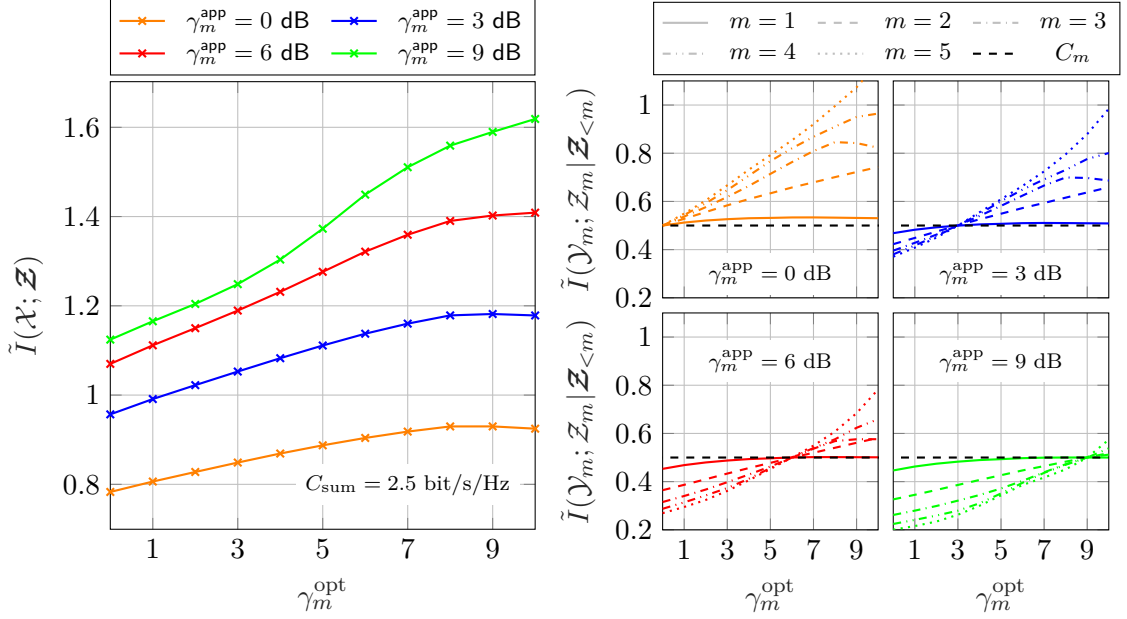 γ_m^app = 0 dB γ_m^app = 3 dB
γ_m^app = 6 dB γ_m^app = 9 dB
Ĩ(𝒳; 𝓩)
1.6
1.4
1.2
1
0.8
C_sum = 2.5 bit/s/Hz
1 3 5 7 9
γ_m^opt
m = 1 m = 2 m = 3
m = 4 m = 5 C_m
Ĩ(𝒴_m; 𝒵_m|𝓩_{<m})
1
0.8
0.6
0.4
0.2
γ_m^app = 0 dB
γ_m^app = 3 dB
Ĩ(𝒴_m; 𝒵_m|𝓩_{<m})
1
0.8
0.6
0.4
0.2
γ_m^app = 6 dB
γ_m^app = 9 dB
1 3 5 7 9
1 3 5 7 9
γ_m^opt
γ_m^opt